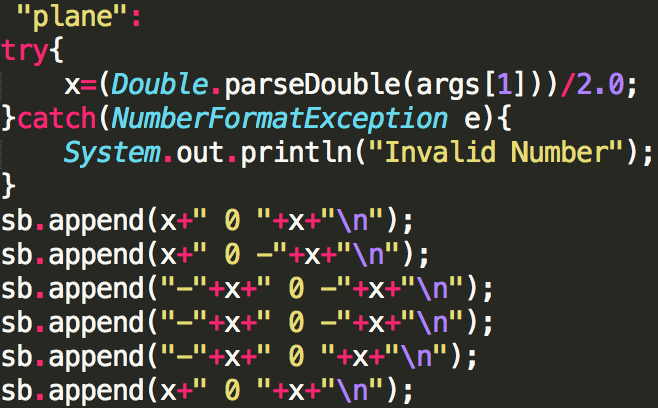 "plane":
try{
x=(Double.parseDouble(args[1]))/2.0;
}catch(NumberFormatException e){
System.out.println("Invalid Number");
}
sb.append(x+" 0 "+x+"\n");
sb.append(x+" 0 -"+x+"\n");
sb.append("-"+x+" 0 -"+x+"\n");
sb.append("-"+x+" 0 -"+x+"\n");
sb.append("-"+x+" 0 "+x+"\n");
sb.append(x+" 0 "+x+"\n");